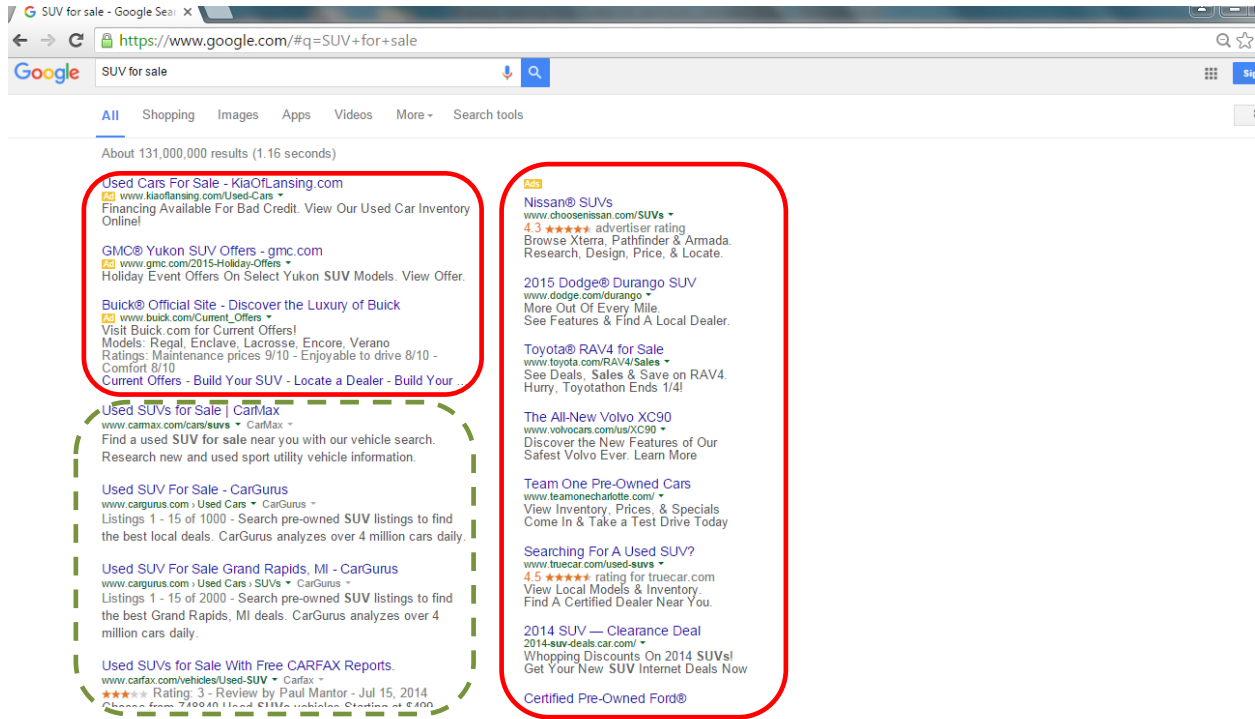 G SUV for sale - Google Sear ×
https://www.google.com/#q=SUV+for+sale
Google
SUV for sale
All Shopping Images Apps Videos More Search tools
About 131,000,000 results (1.16 seconds)
Used Cars For Sale - KiaOfLansing.com
Ad www.kiaoflansing.com/Used-Cars
Financing Available For Bad Credit. View Our Used Car Inventory
Online!
GMC® Yukon SUV Offers - gmc.com
Ad www.gmc.com/2015-Holiday-Offers
Holiday Event Offers On Select Yukon SUV Models. View Offer.
Buick® Official Site - Discover the Luxury of Buick
Ad www.buick.com/Current_Offers
Visit Buick.com for Current Offers!
Models: Regal, Enclave, Lacrosse, Encore, Verano
Ratings: Maintenance prices 9/10 - Enjoyable to drive 8/10 -
Comfort 8/10
Current Offers - Build Your SUV - Locate a Dealer - Build Your ...
Used SUVs for Sale | CarMax
www.carmax.com/cars/suvs CarMax
Find a used SUV for sale near you with our vehicle search.
Research new and used sport utility vehicle information.
Used SUV For Sale - CarGurus
www.cargurus.com › Used Cars CarGurus
Listings 1 - 15 of 1000 - Search pre-owned SUV listings to find
the best local deals. CarGurus analyzes over 4 million cars daily.
Used SUV For Sale Grand Rapids, MI - CarGurus
www.cargurus.com › Used Cars › SUVs CarGurus
Listings 1 - 15 of 2000 - Search pre-owned SUV listings to find
the best Grand Rapids, MI deals. CarGurus analyzes over 4
million cars daily.
Used SUVs for Sale With Free CARFAX Reports.
www.carfax.com/vehicles/Used-SUV Carfax
Rating: 3 - Review by Paul Mantor - Jul 15, 2014
Choose from 748840 Used SUVs vehicles Starting at $499
Ads
Nissan® SUVs
www.choosenissan.com/SUVs
4.3 advertiser rating
Browse Xterra, Pathfinder & Armada.
Research, Design, Price, & Locate.
2015 Dodge® Durango SUV
www.dodge.com/durango
More Out Of Every Mile.
See Features & Find A Local Dealer.
Toyota® RAV4 for Sale
www.toyota.com/RAV4/Sales
See Deals, Sales & Save on RAV4.
Hurry, Toyotathon Ends 1/4!
The All-New Volvo XC90
www.volvocars.com/us/XC90
Discover the New Features of Our
Safest Volvo Ever. Learn More
Team One Pre-Owned Cars
www.teamonecharlotte.com/
View Inventory, Prices, & Specials
Come In & Take a Test Drive Today
Searching For A Used SUV?
www.truecar.com/used-suvs
4.5 rating for truecar.com
View Local Models & Inventory.
Find A Certified Dealer Near You.
2014 SUV — Clearance Deal
2014-suv-deals.car.com/
Whopping Discounts On 2014 SUVs!
Get Your New SUV Internet Deals Now
Certified Pre-Owned Ford®